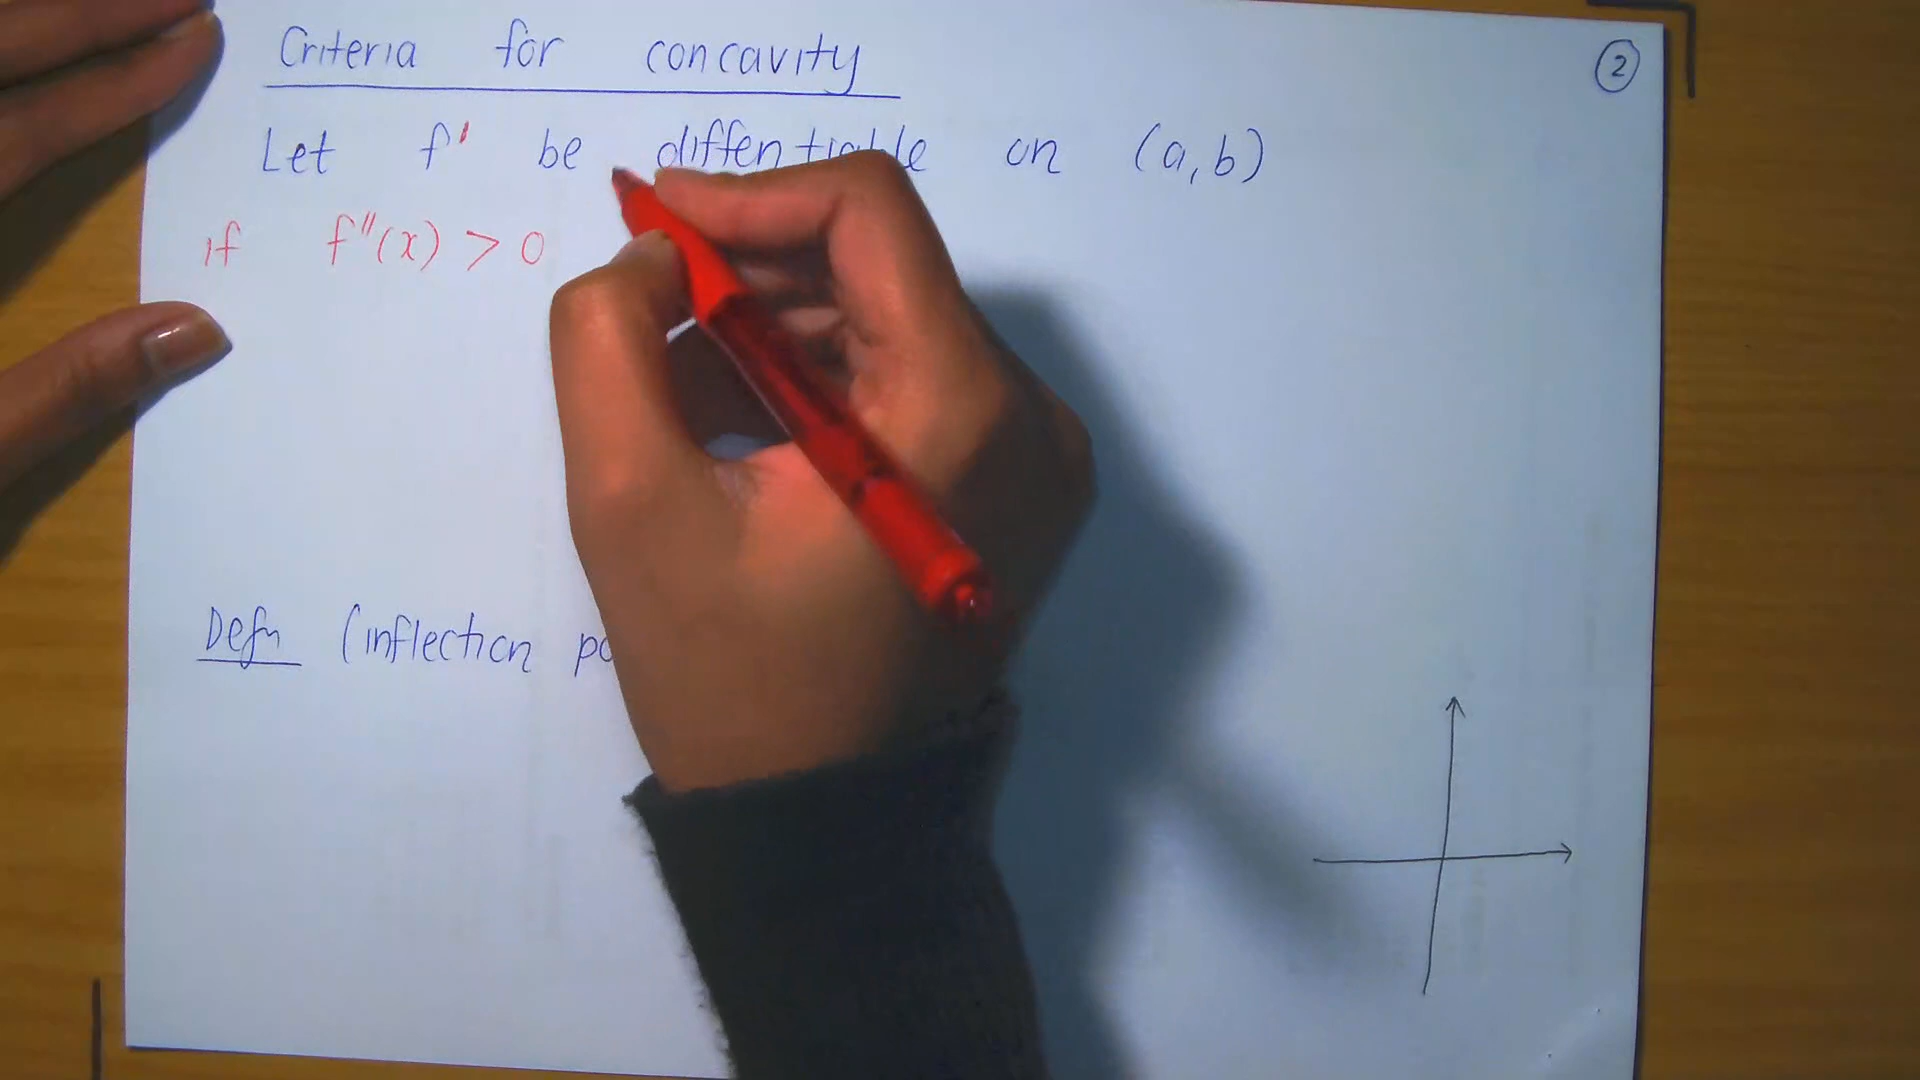 Criteria for concavity
2
Let f' be on (a,b)
if f''(x) > 0
Defn (inflection